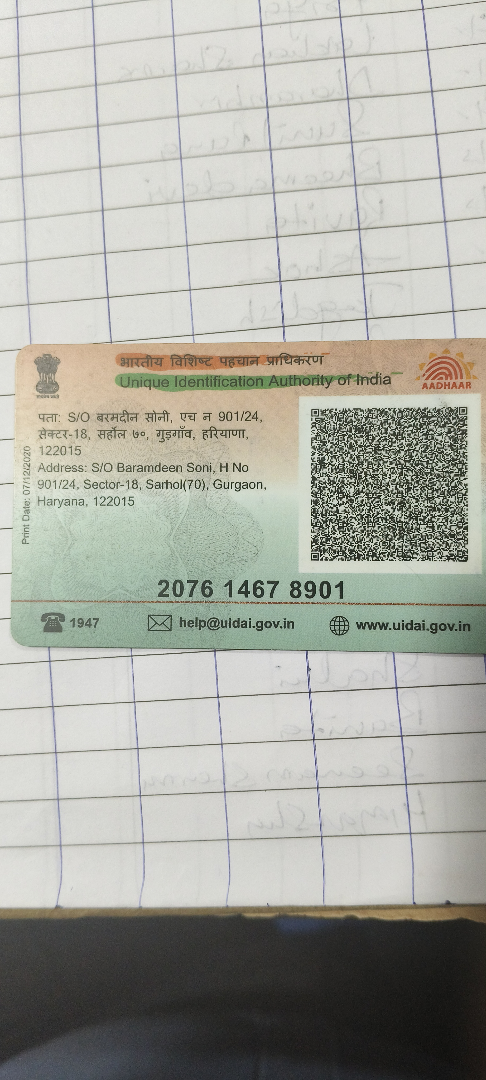 भारतीय विशिष्ट पहचान प्राधिकरण
Unique Identification Authority of India
AADHAAR
पता: S/O बरमदीन सोनी, एच न 901/24,
सेक्टर-18, सर्हौल ७०, गुड़गाँव, हरियाणा,
122015
Address: S/O Baramdeen Soni, H No
901/24, Sector-18, Sarhol(70), Gurgaon,
Haryana, 122015
Print Date: 07/12/2020
2076 1467 8901
1947
help@uidai.gov.in
www.uidai.gov.in